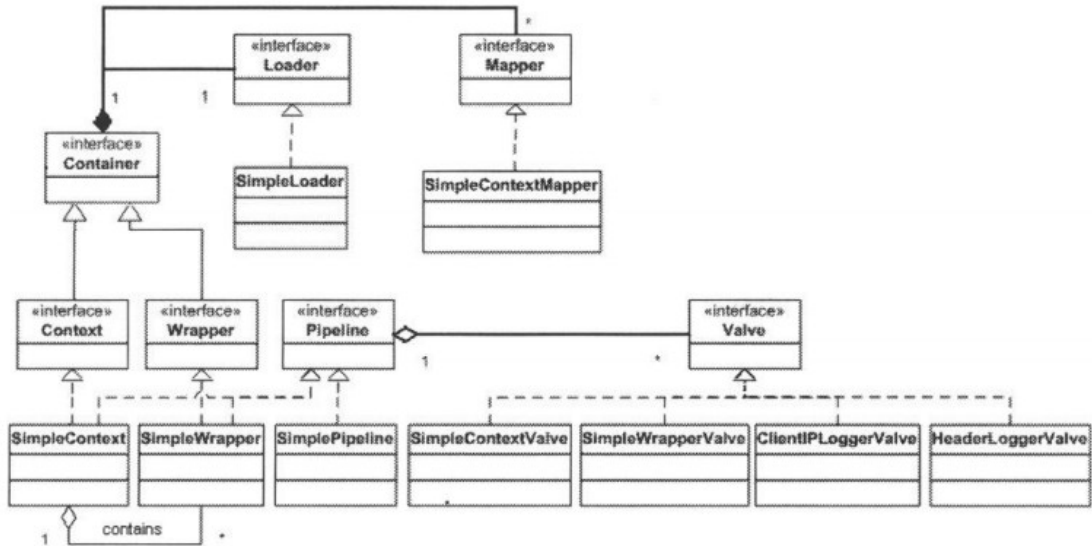 *
«interface»
Loader
«interface»
Mapper
1
1
«interface»
Container
SimpleLoader
SimpleContextMapper
«interface»
Context
«interface»
Wrapper
«interface»
Pipeline
«interface»
Valve
1
*
SimpleContext
SimpleWrapper
SimplePipeline
SimpleContextValve
SimpleWrapperValve
ClientIPLoggerValve
HeaderLoggerValve
1
contains
*